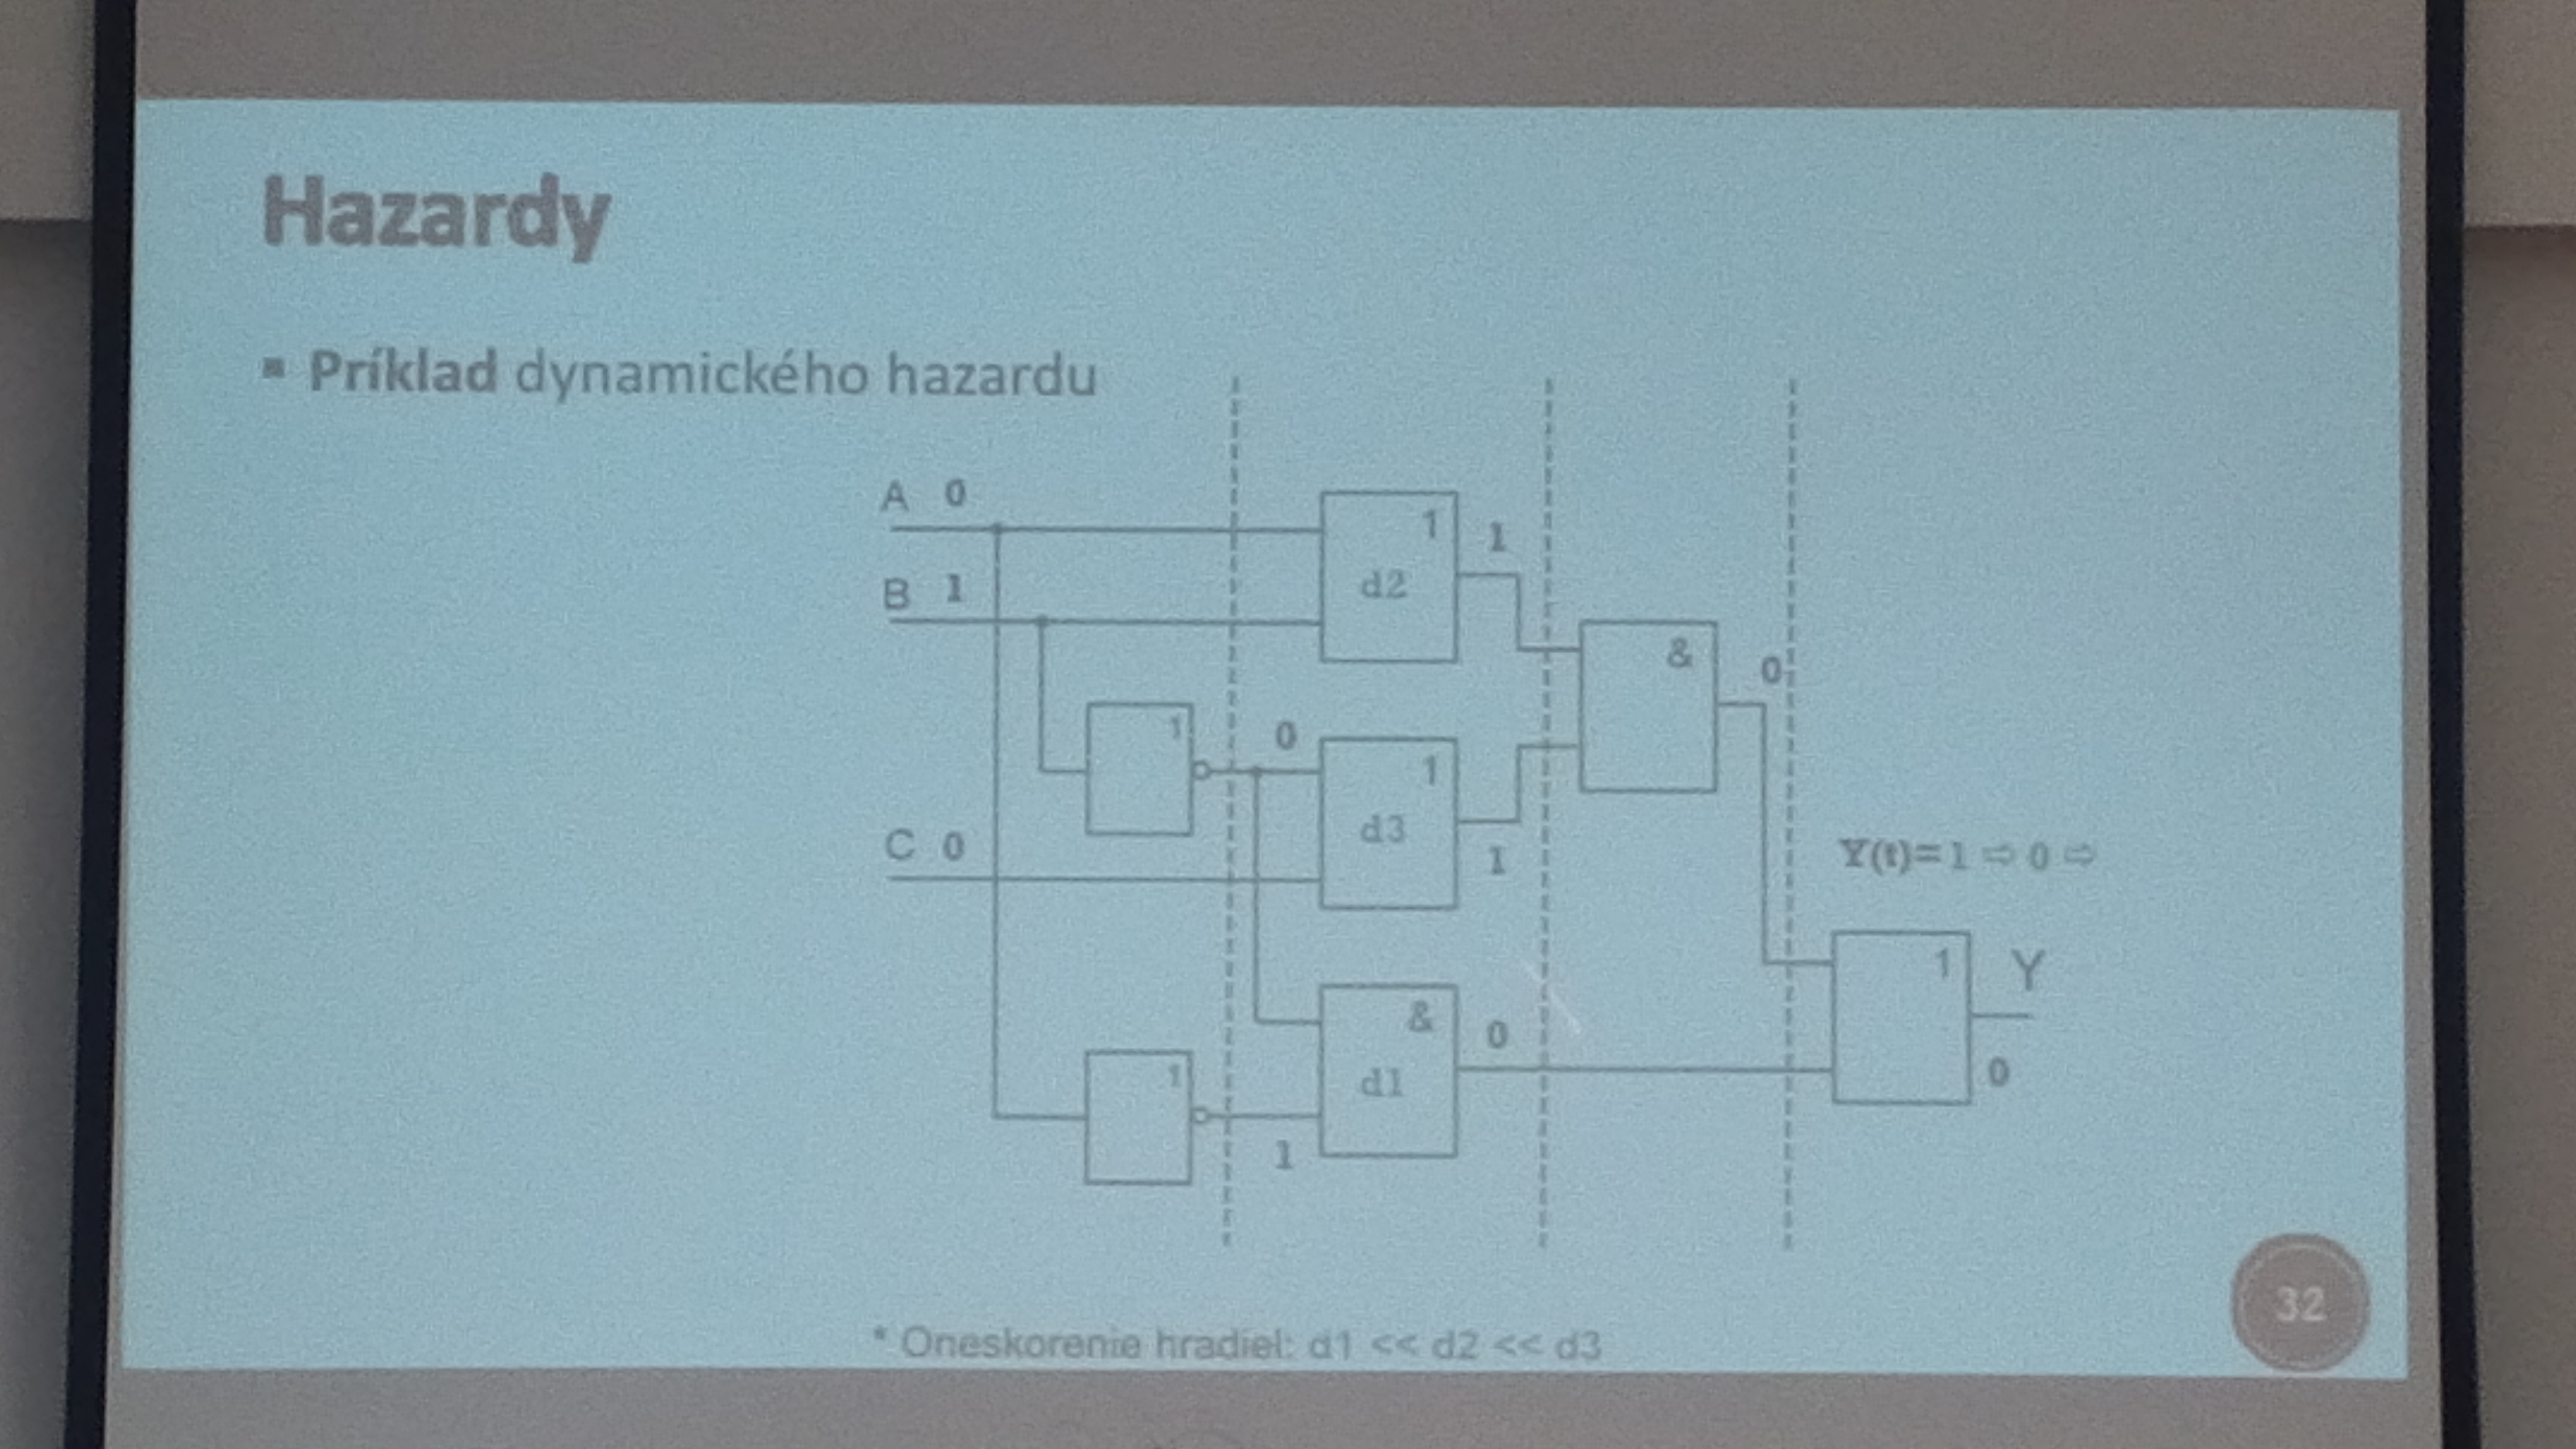 Hazardy
▪ Príklad dynamického hazardu
A 0
1
1
d2
B 1
&
0
1
0
1
d3
C 0
1
Y(t)=1 ⇨ 0 ⇨
1
Y
&
0
d1
0
1
1
32
* Oneskorenie hradiel: d1 << d2 << d3